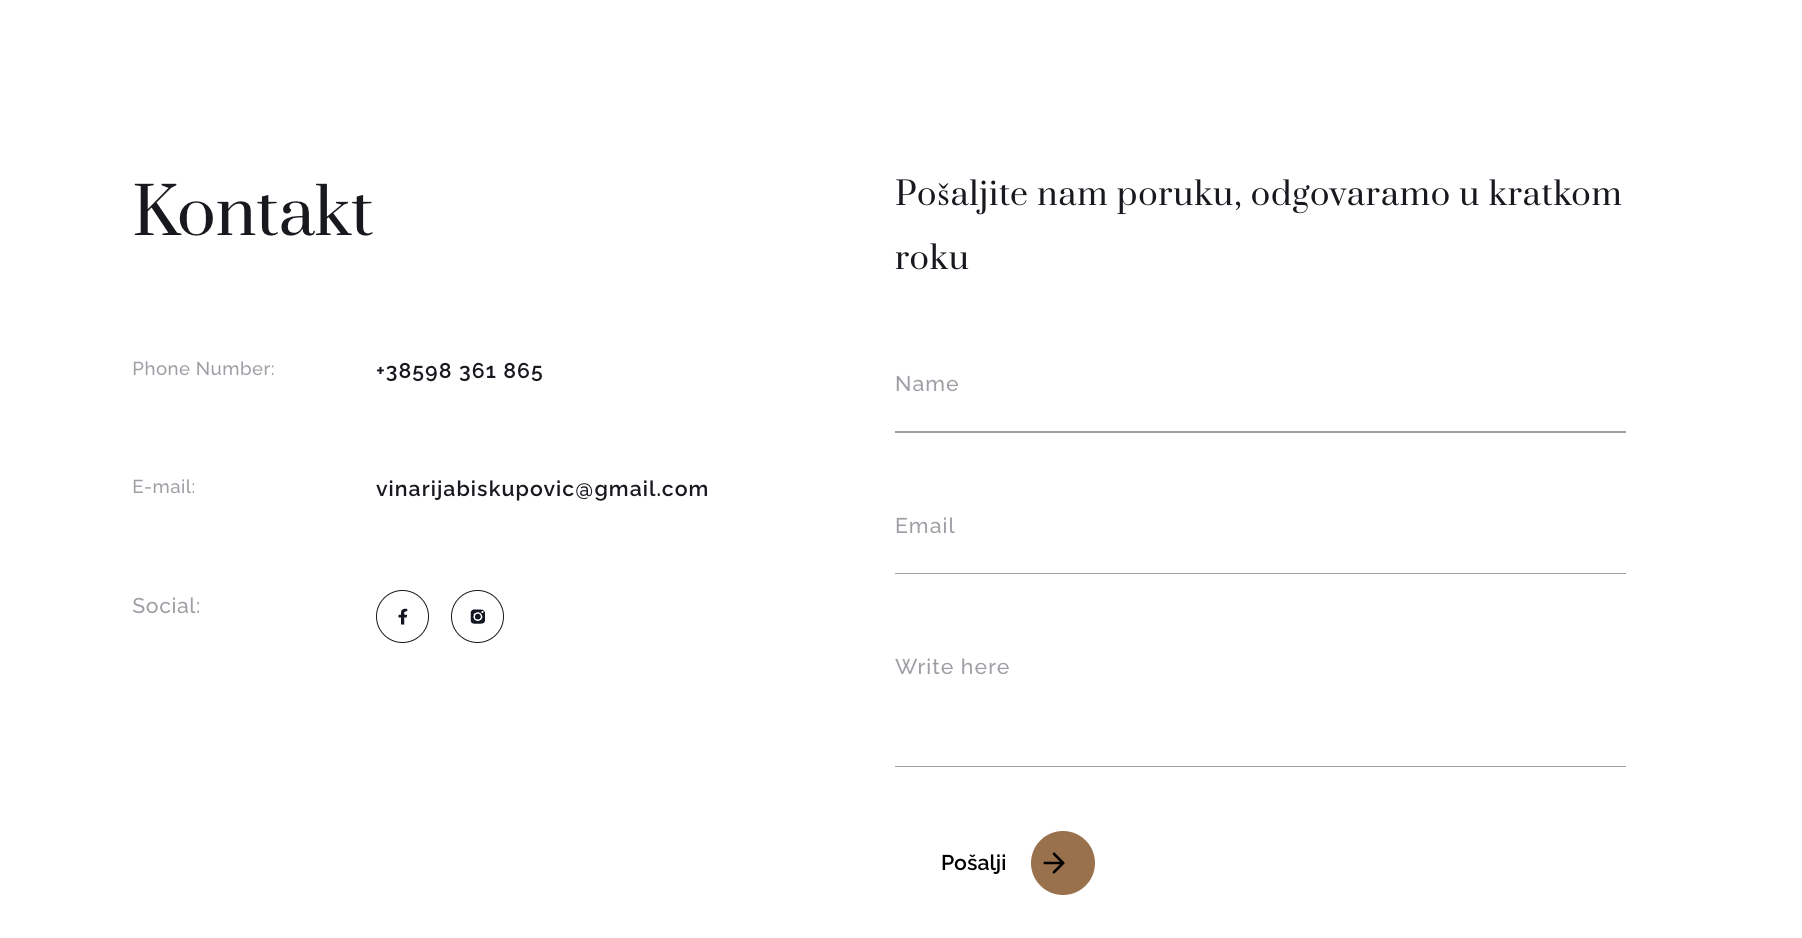 Kontakt
Phone Number:
+38598 361 865
E-mail:
vinarijabiskupovic@gmail.com
Social:
Pošaljite nam poruku, odgovaramo u kratkom
roku
Name
Email
Write here
Pošalji